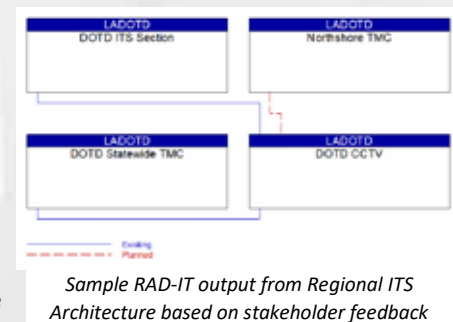 LADOTD
DOTD ITS Section
LADOTD
Northshore TMC
LADOTD
DOTD Statewide TMC
LADOTD
DOTD CCTV
Existing
Planned
Sample RAD-IT output from Regional ITS
Architecture based on stakeholder feedback